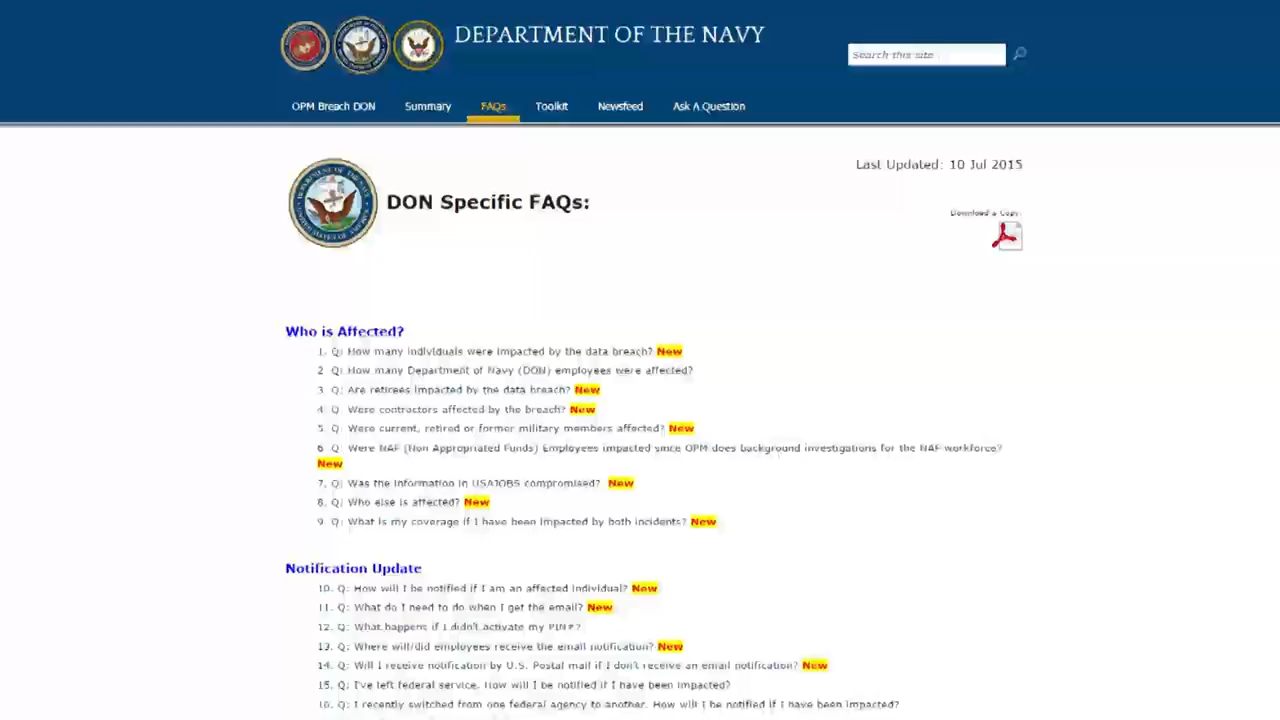 DEPARTMENT OF THE NAVY
Search this site
OPM Breach DON Summary FAQs Toolkit Newsfeed Ask A Question
Last Updated: 10 Jul 2015
DON Specific FAQs:
Download a Copy:
Who is Affected?
1. Q: How many individuals were impacted by the data breach? New
2 Q: How many Department of Navy (DON) employees were affected?
3 Q: Are retirees impacted by the data breach? New
4 Q: Were contractors affected by the breach? New
5. Q: Were current, retired or former military members affected? New
6 Q: Were NAF (Non Appropriated Funds) Employees impacted since OPM does background investigations for the NAF workforce?
New
7. Q: Was the information in USAJOBS compromised? New
8. Q: Who else is affected? New
9 Q: What is my coverage if I have been impacted by both incidents? New
Notification Update
10. Q: How will I be notified if I am an affected individual? New
11. Q: What do I need to do when I get the email? New
12. Q: What happens if I didn't activate my PIN#?
13. Q: Where will/did employees receive the email notification? New
14. Q: Will I receive notification by U.S. Postal mail if I don't receive an email notification? New
15. Q: I've left federal service. How will I be notified if I have been impacted?
16. Q: I recently switched from one federal agency to another. How will I be notified if I have been impacted?